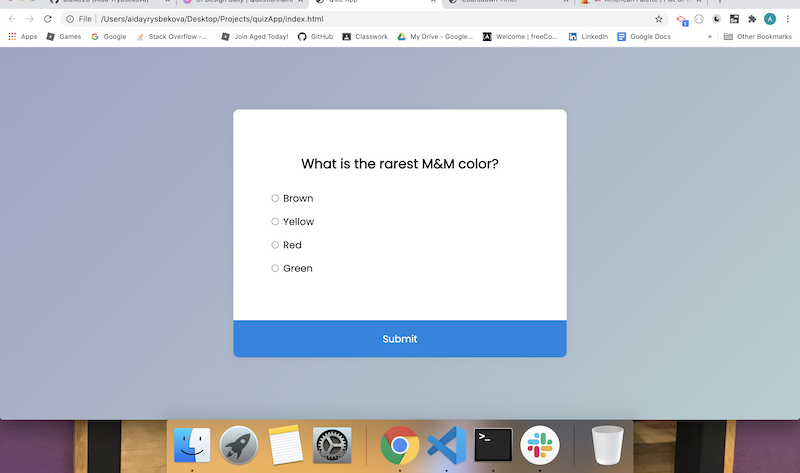 Quiz App
Countdown Timer
File | /Users/aidayrysbekova/Desktop/Projects/quizApp/index.html
A
Apps
Games
Google
Stack Overflow -...
Join Aged Today!
GitHub
Classwork
My Drive - Google...
Welcome | freeCo...
LinkedIn
Google Docs
»
Other Bookmarks
What is the rarest M&M color?
Brown
Yellow
Red
Green
Submit
>_